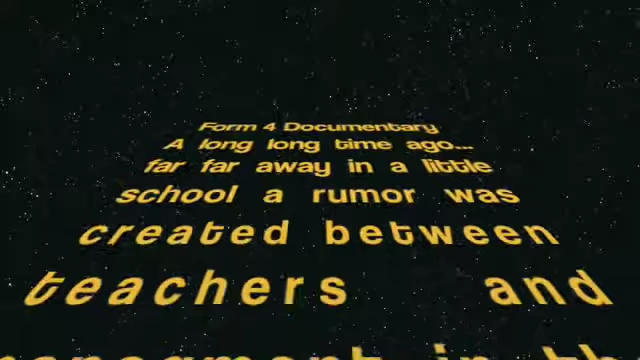 Form 4 Documentary
A long long time ago...
far far away in a little
school a rumor was
created between
teachers and